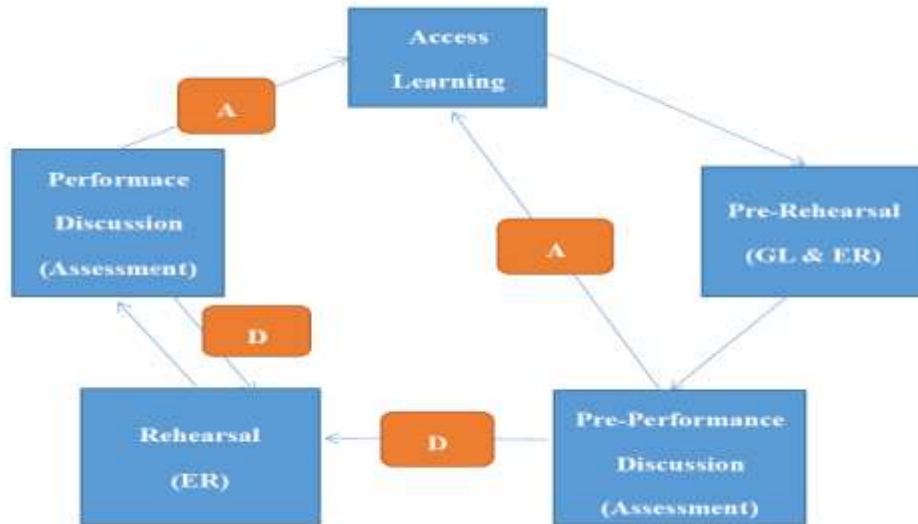 Access
Learning
A
Performace
Discussion
(Assessment)
Pre-Rehearsal
(GL & ER)
A
D
Rehearsal
(ER)
D
Pre-Performance
Discussion
(Assessment)